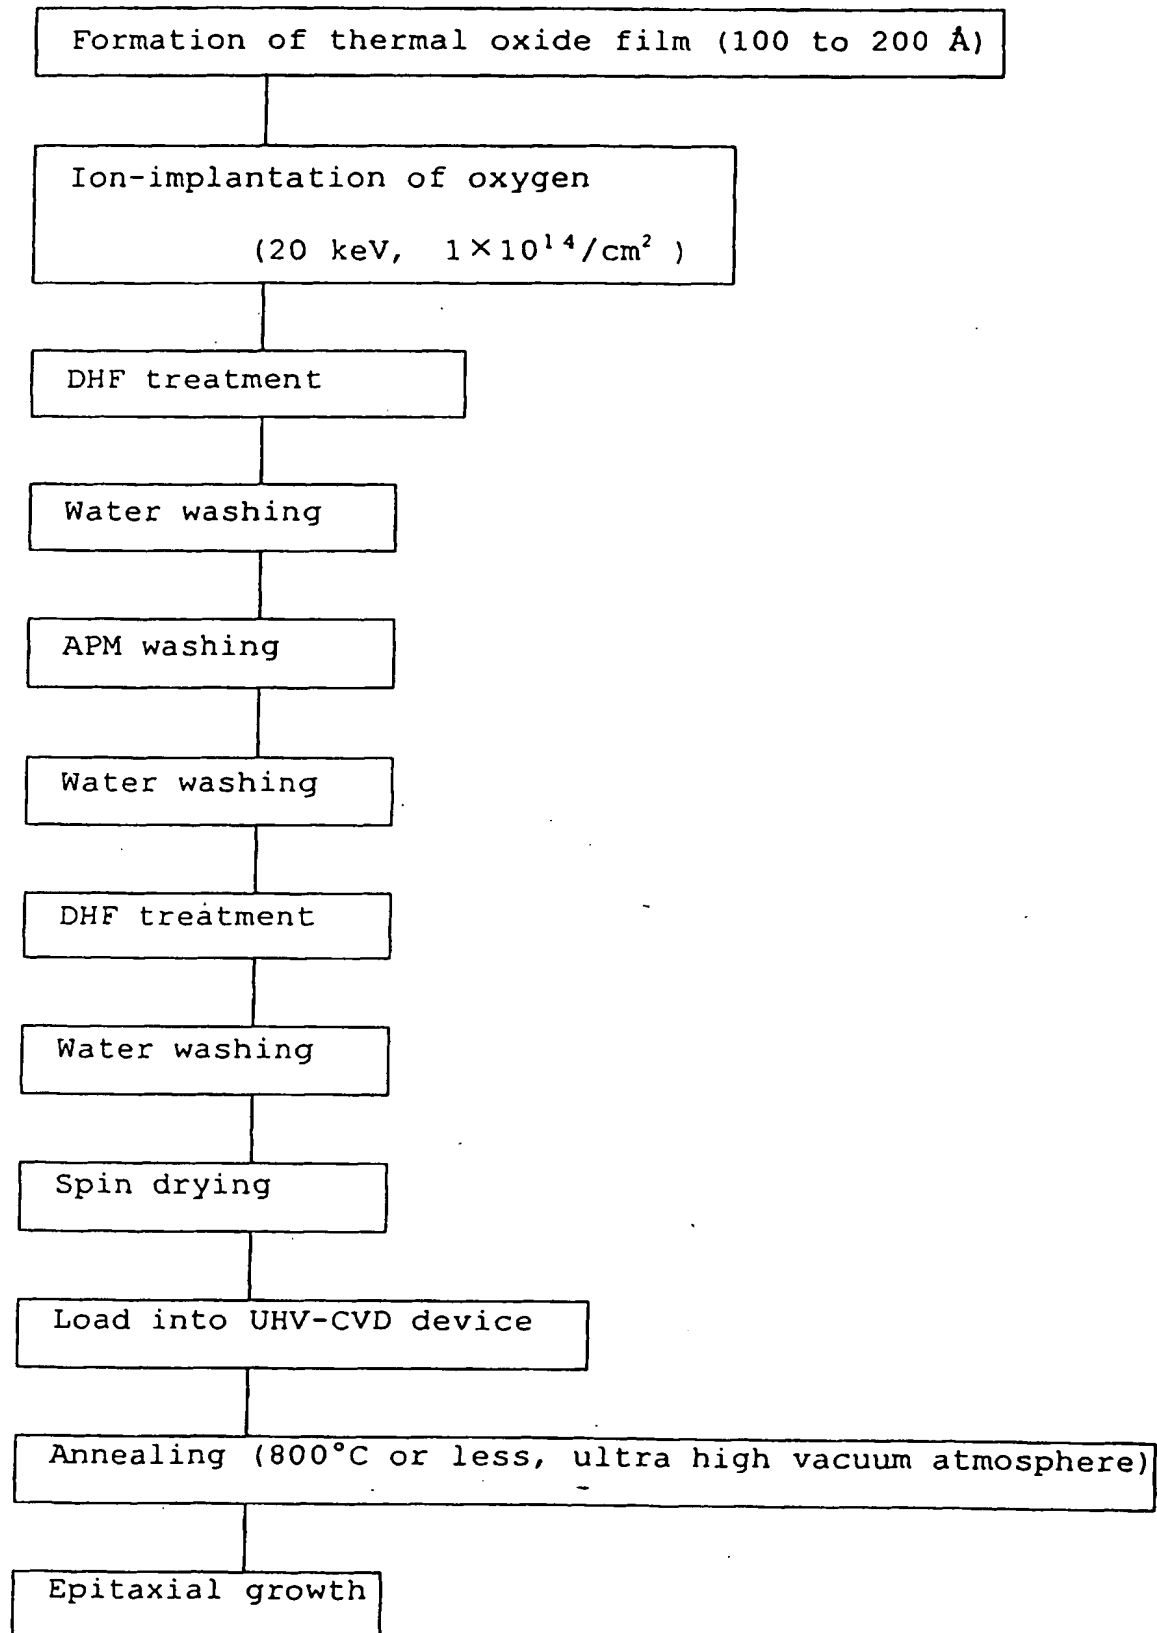 Formation of thermal oxide film (100 to 200 Å)
Ion-implantation of oxygen
(20 keV, 1×10¹⁴/cm² )
DHF treatment
Water washing
APM washing
Water washing
DHF treatment
Water washing
Spin drying
Load into UHV-CVD device
Annealing (800°C or less, ultra high vacuum atmosphere)
Epitaxial growth